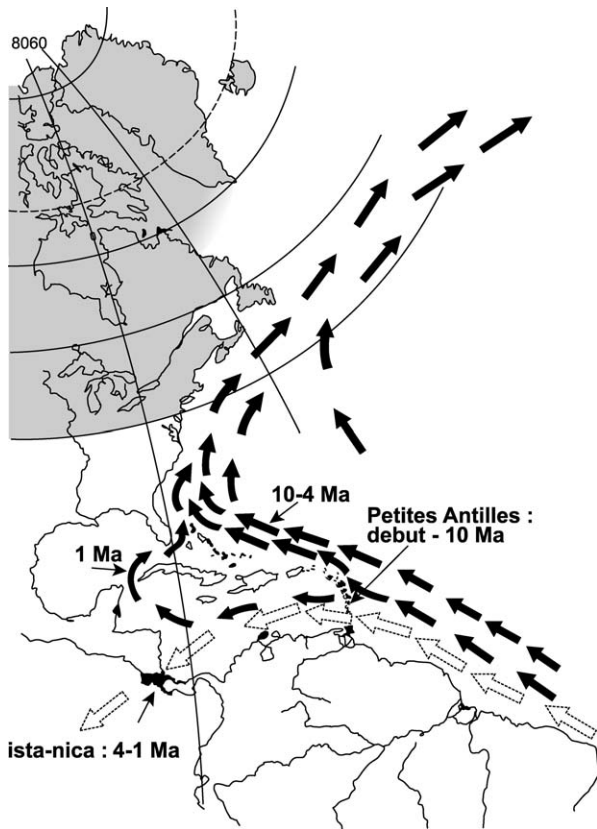 8060
10-4 Ma
Petites Antilles :
debut - 10 Ma
1 Ma
ista-nica : 4-1 Ma